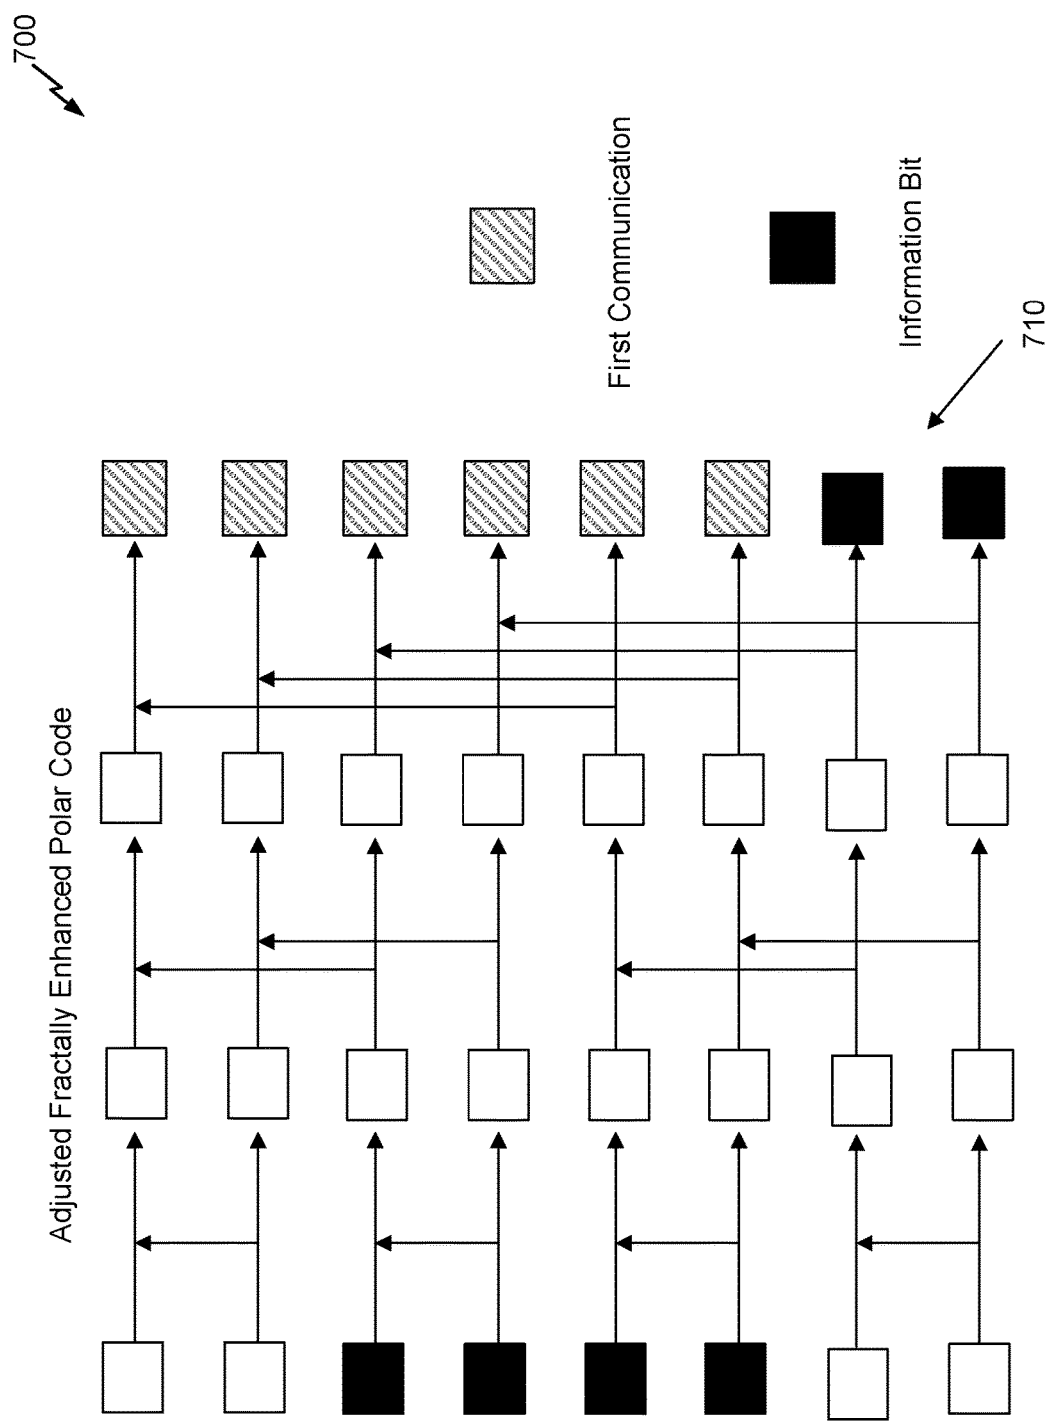 700
Adjusted Fractally Enhanced Polar Code
First Communication
Information Bit
710